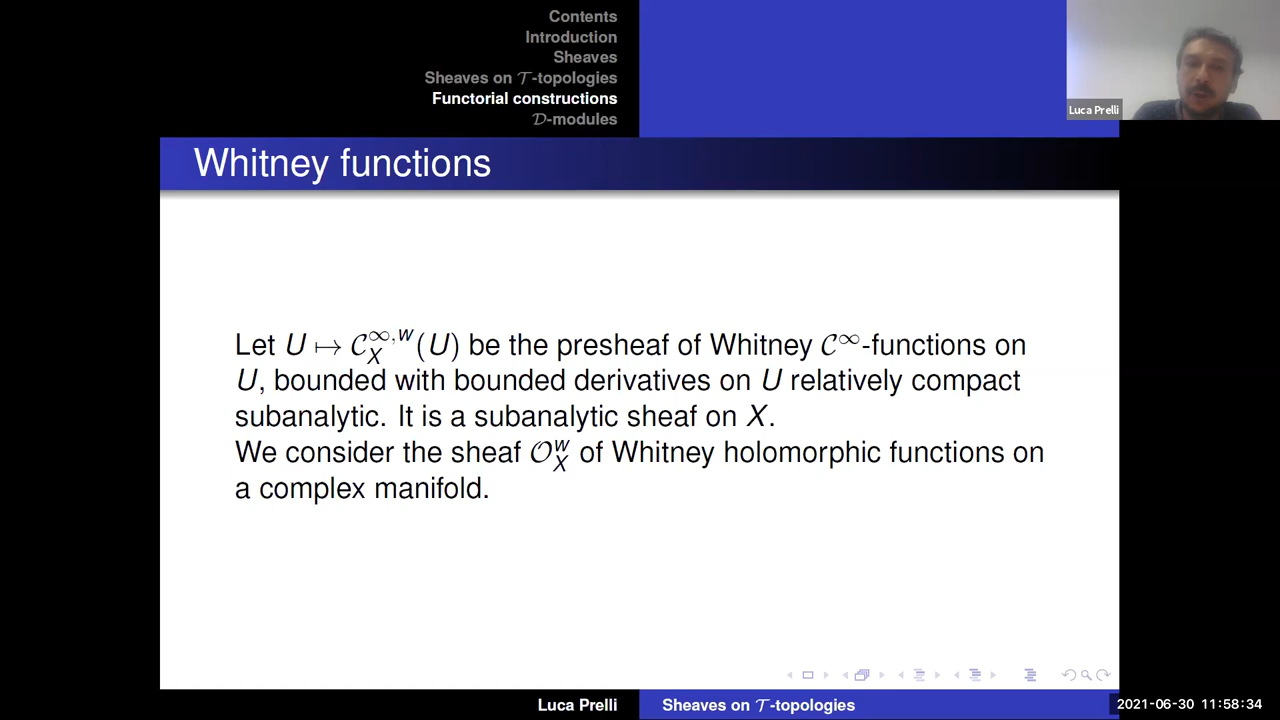 Contents
Introduction
Sheaves
Sheaves on 𝒯-topologies
Functorial constructions
𝒟-modules
Luca Prelli
Whitney functions
Let U ↦ 𝒞_X^{∞,w}(U) be the presheaf of Whitney 𝒞^∞-functions on
U, bounded with bounded derivatives on U relatively compact
subanalytic. It is a subanalytic sheaf on X.
We consider the sheaf 𝒪_X^w of Whitney holomorphic functions on
a complex manifold.
Luca Prelli
Sheaves on 𝒯-topologies
2021-06-30 11:58:34